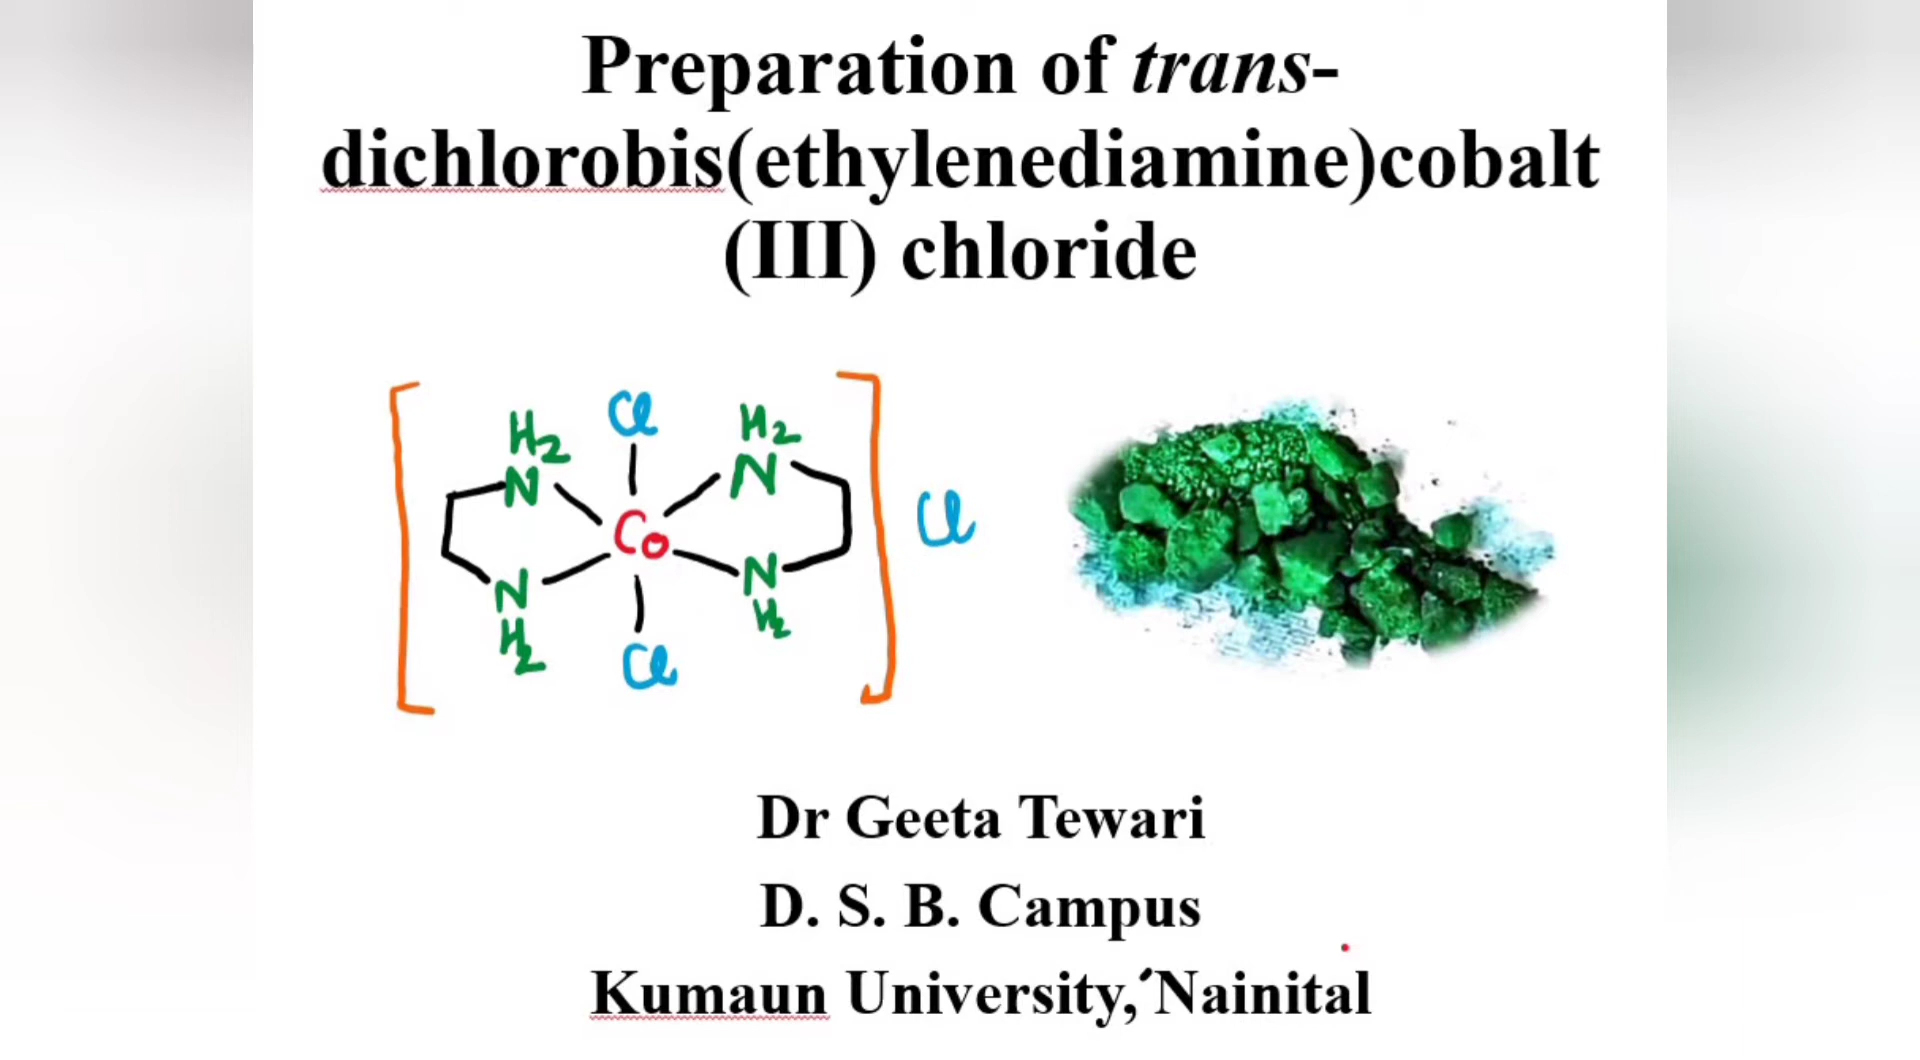 Preparation of trans-
dichlorobis(ethylenediamine)cobalt
(III) chloride
H2 Cl H2
N N
Co Cl
N N
H2 Cl H2
Dr Geeta Tewari
D. S. B. Campus
Kumaun University, Nainital